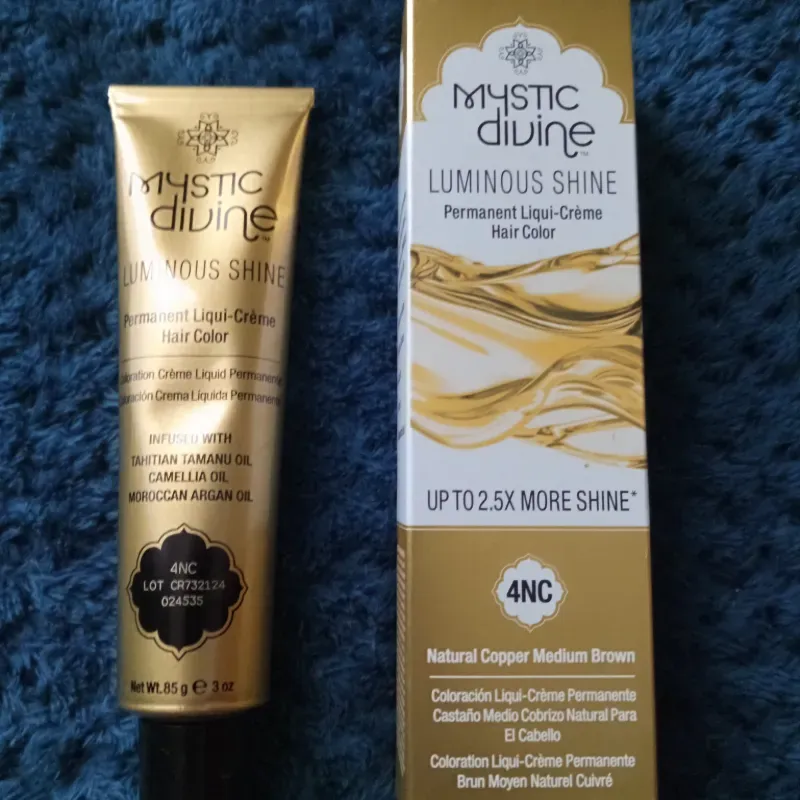 Mystic
divine™
LUMINOUS SHINE
Permanent Liqui-Crème
Hair Color
Coloration Crème Liquid Permanente
Coloración Crema Líquida Permanente
INFUSED WITH
TAHITIAN TAMANU OIL
CAMELLIA OIL
MOROCCAN ARGAN OIL
4NC
LOT CR732124
024535
Net Wt. 85 g ℮ 3 oz
Mystic
divine™
LUMINOUS SHINE
Permanent Liqui-Crème
Hair Color
UP TO 2.5X MORE SHINE*
4NC
Natural Copper Medium Brown
Coloración Liqui-Crème Permanente
Castaño Medio Cobrizo Natural Para
El Cabello
Coloration Liqui-Crème Permanente
Brun Moyen Naturel Cuivré